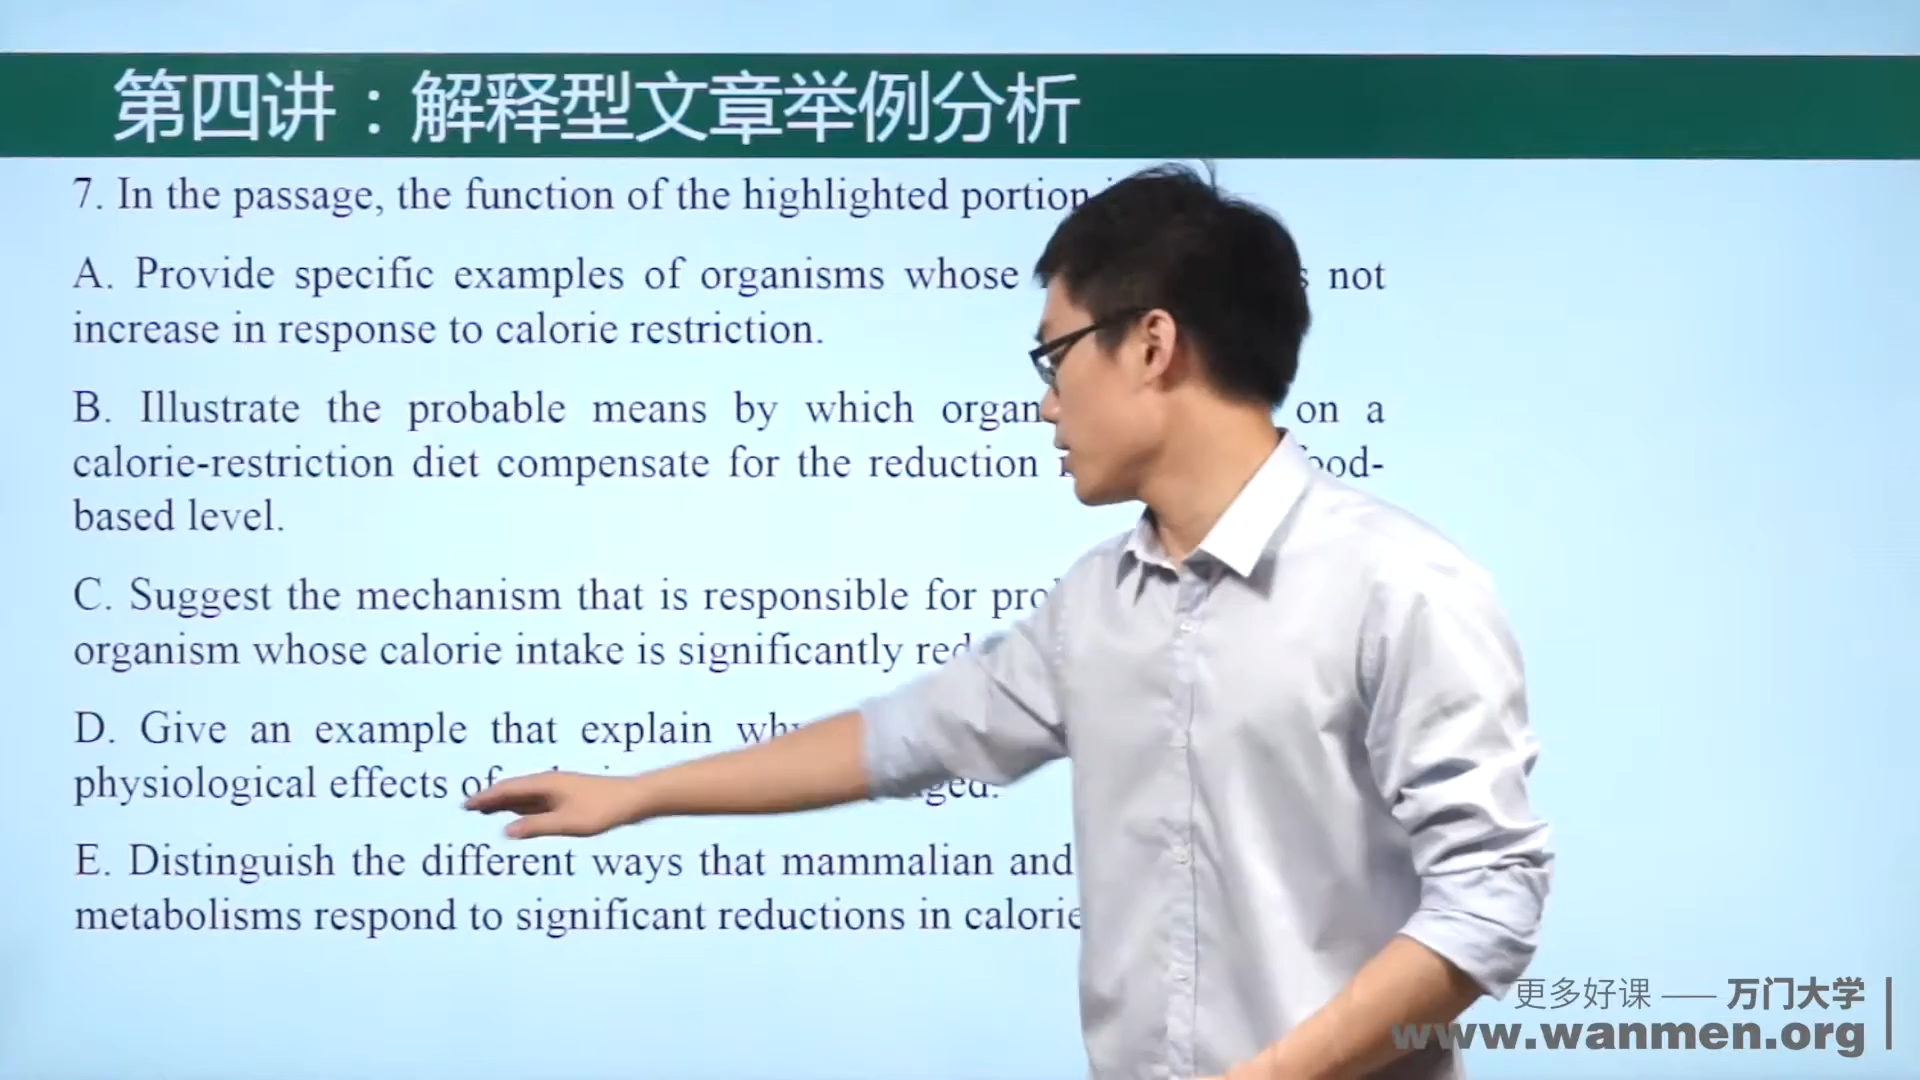 第四讲：解释型文章举例分析
7. In the passage, the function of the highlighted portion
A. Provide specific examples of organisms whose not
increase in response to calorie restriction.
B. Illustrate the probable means by which on a
calorie-restriction diet compensate for the reduction
based level.
C. Suggest the mechanism that is responsible for
organism whose calorie intake is significantly
D. Give an example that explain why
physiological effects of
E. Distinguish the different ways that mammalian and
metabolisms respond to significant reductions in calorie
更多好课 —— 万门大学
www.wanmen.org